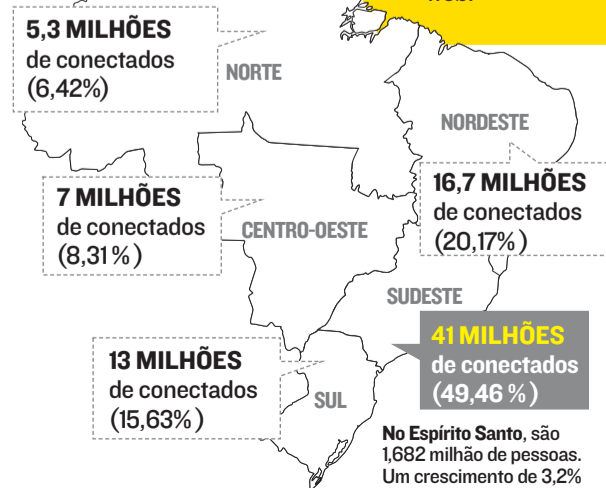 5,3 MILHÕES
de conectados
(6,42%)
NORTE
NORDESTE
7 MILHÕES
de conectados
(8,31 %)
CENTRO-OESTE
16,7 MILHÕES
de conectados
(20,17%)
SUDESTE
41 MILHÕES
de conectados
(49,46 %)
13 MILHÕES
de conectados
(15,63%)
SUL
No Espírito Santo, são
1,682 milhão de pessoas.
Um crescimento de 3,2%